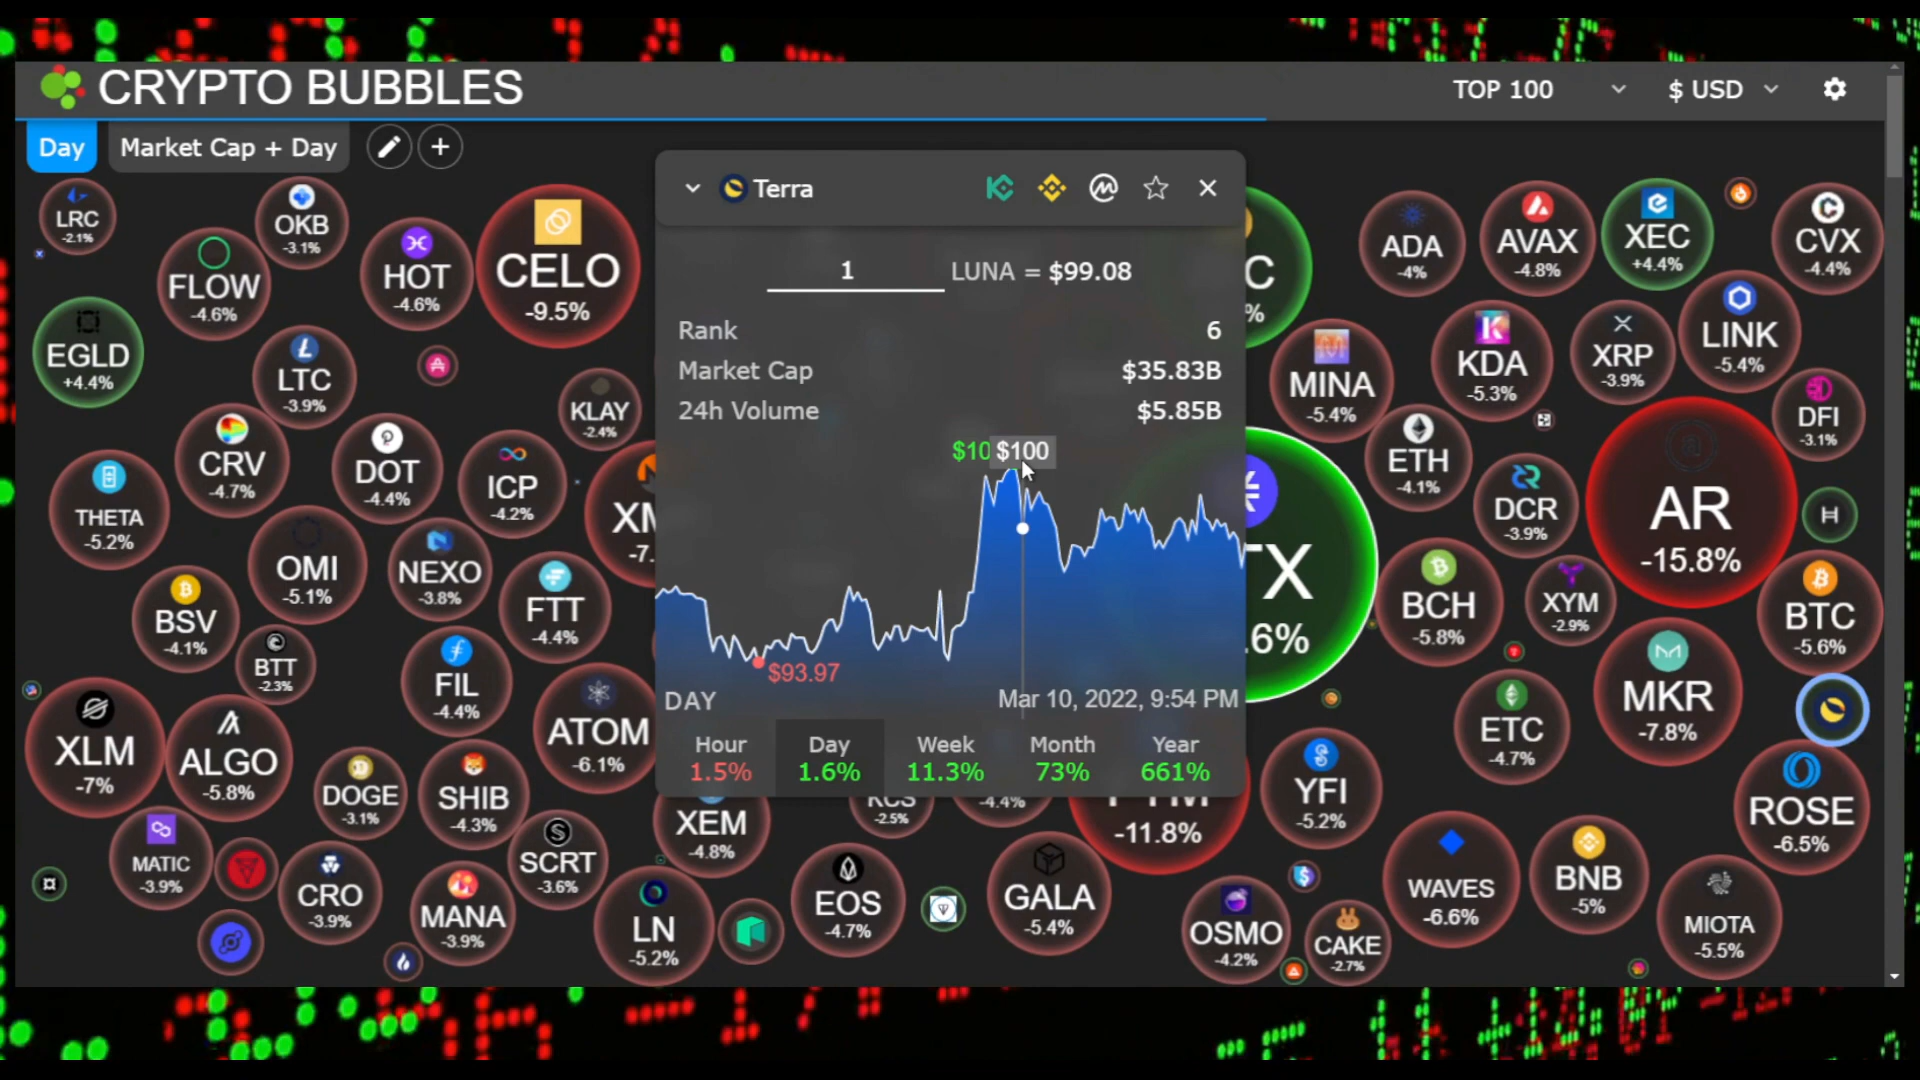 CRYPTO BUBBLES
TOP 100
$ USD
Day
Market Cap + Day
Terra
1
LUNA = $99.08
Rank
6
Market Cap
$35.83B
24h Volume
$5.85B
$10
$100
$93.97
DAY
Mar 10, 2022, 9:54 PM
Hour
1.5%
Day
1.6%
Week
11.3%
Month
73%
Year
661%
LRC
-2.1%
OKB
-3.1%
FLOW
-4.6%
HOT
-4.6%
CELO
-9.5%
EGLD
+4.4%
LTC
-3.9%
KLAY
-2.4%
CRV
-4.7%
DOT
-4.4%
ICP
-4.2%
THETA
-5.2%
XM
-7.
OMI
-5.1%
NEXO
-3.8%
FTT
-4.4%
BSV
-4.1%
BTT
-2.3%
FIL
-4.4%
ATOM
-6.1%
XLM
-7%
ALGO
-5.8%
DOGE
-3.1%
SHIB
-4.3%
XEM
-4.8%
MATIC
-3.9%
CRO
-3.9%
MANA
-3.9%
SCRT
-3.6%
LN
-5.2%
EOS
-4.7%
KCS
-2.5%
-4.4%
GALA
-5.4%
FTM
-11.8%
C
%
ADA
-4%
AVAX
-4.8%
XEC
+4.4%
CVX
-4.4%
MINA
-5.4%
KDA
-5.3%
XRP
-3.9%
LINK
-5.4%
DFI
-3.1%
ETH
-4.1%
DCR
-3.9%
AR
-15.8%
TX
.6%
BCH
-5.8%
XYM
-2.9%
BTC
-5.6%
MKR
-7.8%
ETC
-4.7%
YFI
-5.2%
ROSE
-6.5%
WAVES
-6.6%
BNB
-5%
MIOTA
-5.5%
OSMO
-4.2%
CAKE
-2.7%